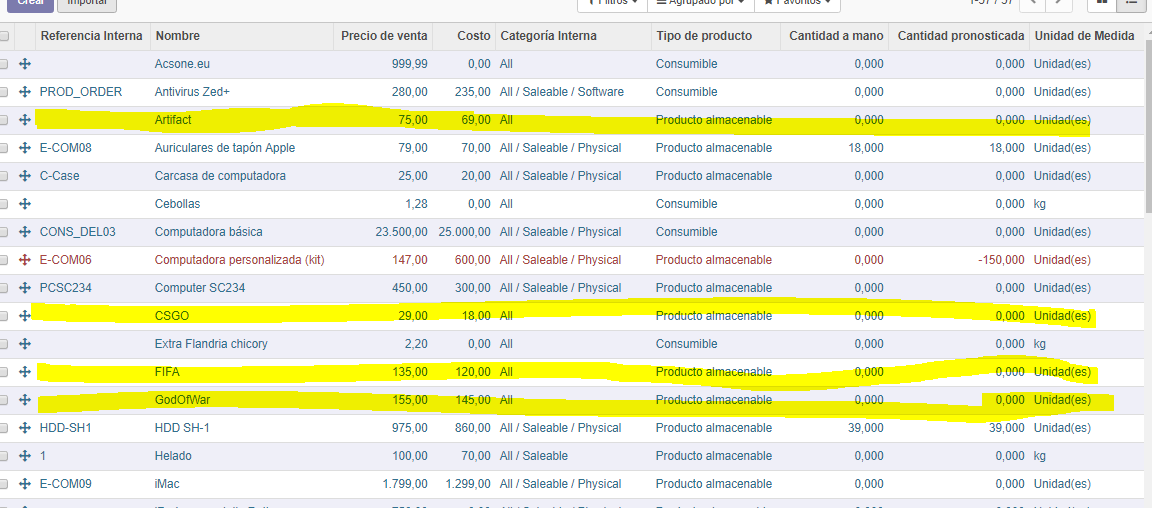 Crear Importar Filtros Agrupado por Favoritos 1-57 / 57
Referencia Interna Nombre Precio de venta Costo Categoría Interna Tipo de producto Cantidad a mano Cantidad pronosticada Unidad de Medida
Acsone.eu 999,99 0,00 All Consumible 0,000 0,000 Unidad(es)
PROD_ORDER Antivirus Zed+ 280,00 235,00 All / Saleable / Software Consumible 0,000 0,000 Unidad(es)
Artifact 75,00 69,00 All Producto almacenable 0,000 0,000 Unidad(es)
E-COM08 Auriculares de tapón Apple 79,00 70,00 All / Saleable / Physical Producto almacenable 18,000 18,000 Unidad(es)
C-Case Carcasa de computadora 25,00 20,00 All / Saleable / Physical Producto almacenable 0,000 0,000 Unidad(es)
Cebollas 1,28 0,00 All Consumible 0,000 0,000 kg
CONS_DEL03 Computadora básica 23.500,00 25.000,00 All / Saleable / Physical Consumible 0,000 0,000 Unidad(es)
E-COM06 Computadora personalizada (kit) 147,00 600,00 All / Saleable / Physical Producto almacenable 0,000 -150,000 Unidad(es)
PCSC234 Computer SC234 450,00 300,00 All / Saleable / Physical Producto almacenable 0,000 0,000 Unidad(es)
CSGO 29,00 18,00 All Producto almacenable 0,000 0,000 Unidad(es)
Extra Flandria chicory 2,20 0,00 All Consumible 0,000 0,000 kg
FIFA 135,00 120,00 All Producto almacenable 0,000 0,000 Unidad(es)
GodOfWar 155,00 145,00 All Producto almacenable 0,000 0,000 Unidad(es)
HDD-SH1 HDD SH-1 975,00 860,00 All / Saleable / Physical Producto almacenable 39,000 39,000 Unidad(es)
1 Helado 100,00 70,00 All / Saleable Producto almacenable 0,000 0,000 kg
E-COM09 iMac 1.799,00 1.299,00 All / Saleable / Physical Producto almacenable 0,000 0,000 Unidad(es)